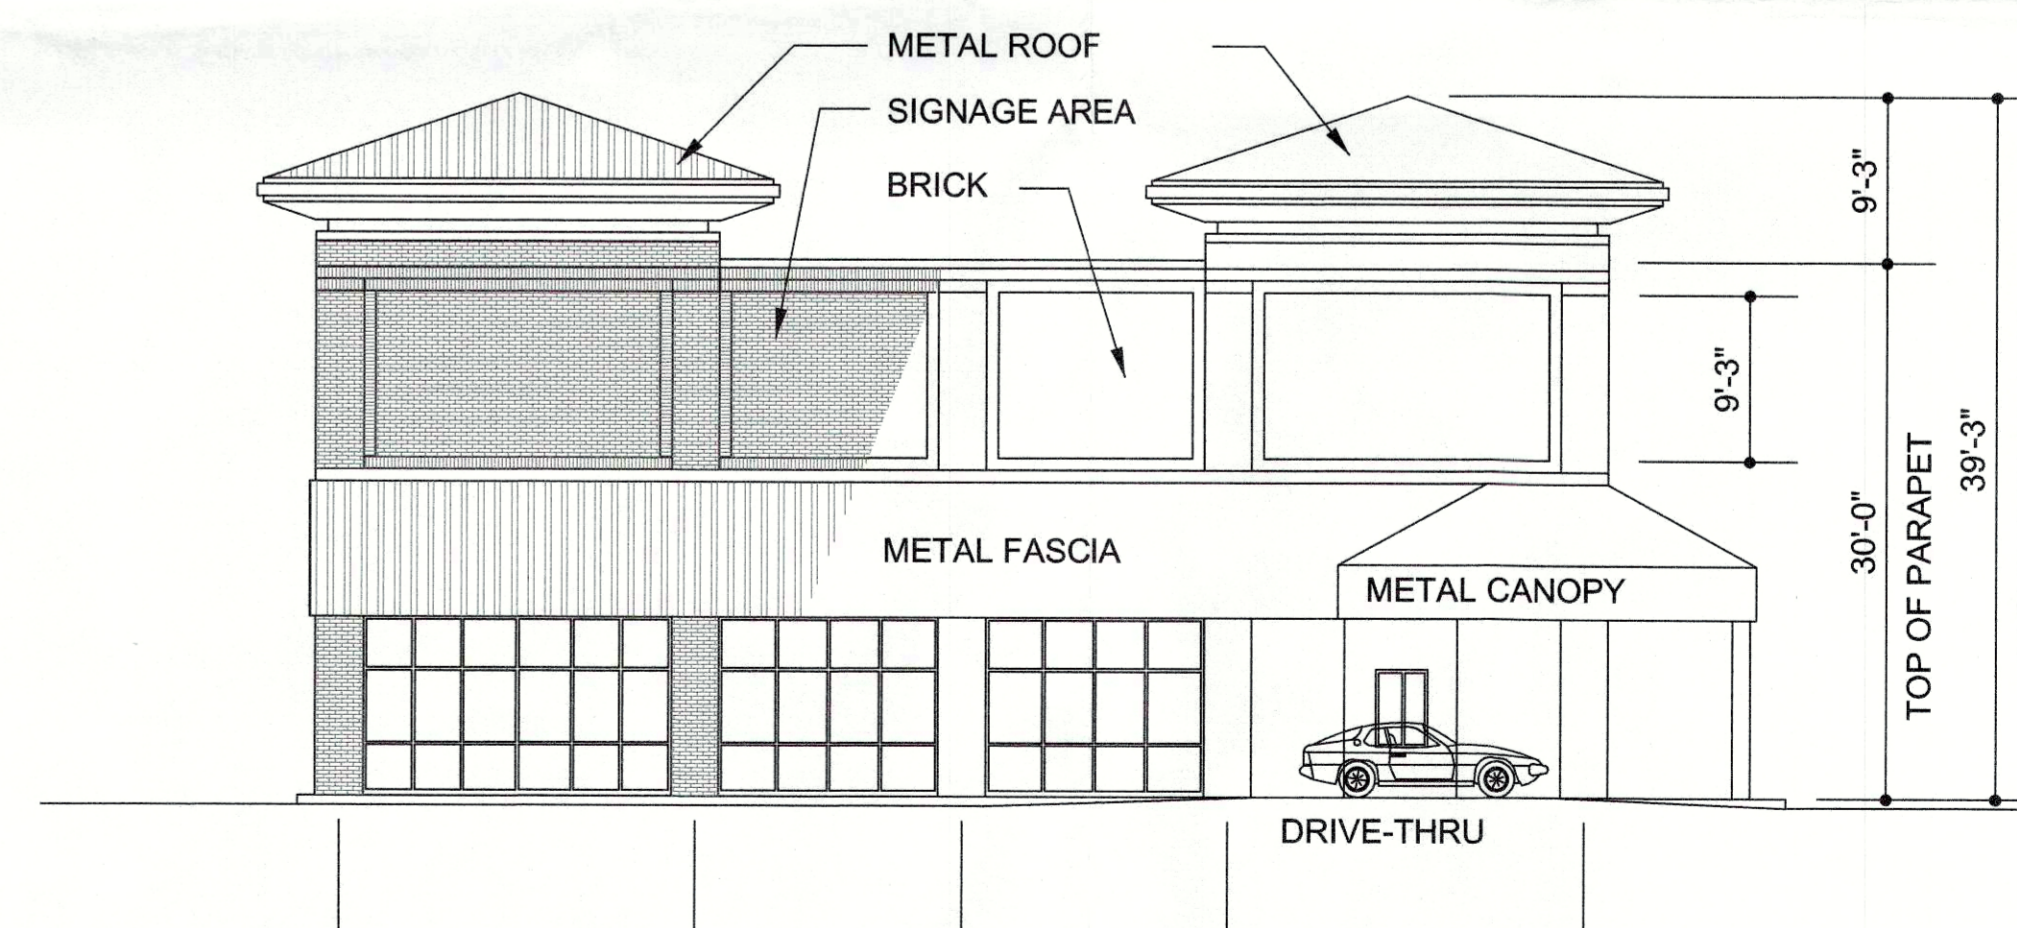 METAL ROOF
SIGNAGE AREA
BRICK
9'-3"
9'-3"
39'-3"
30'-0"
TOP OF PARAPET
METAL FASCIA
METAL CANOPY
DRIVE-THRU